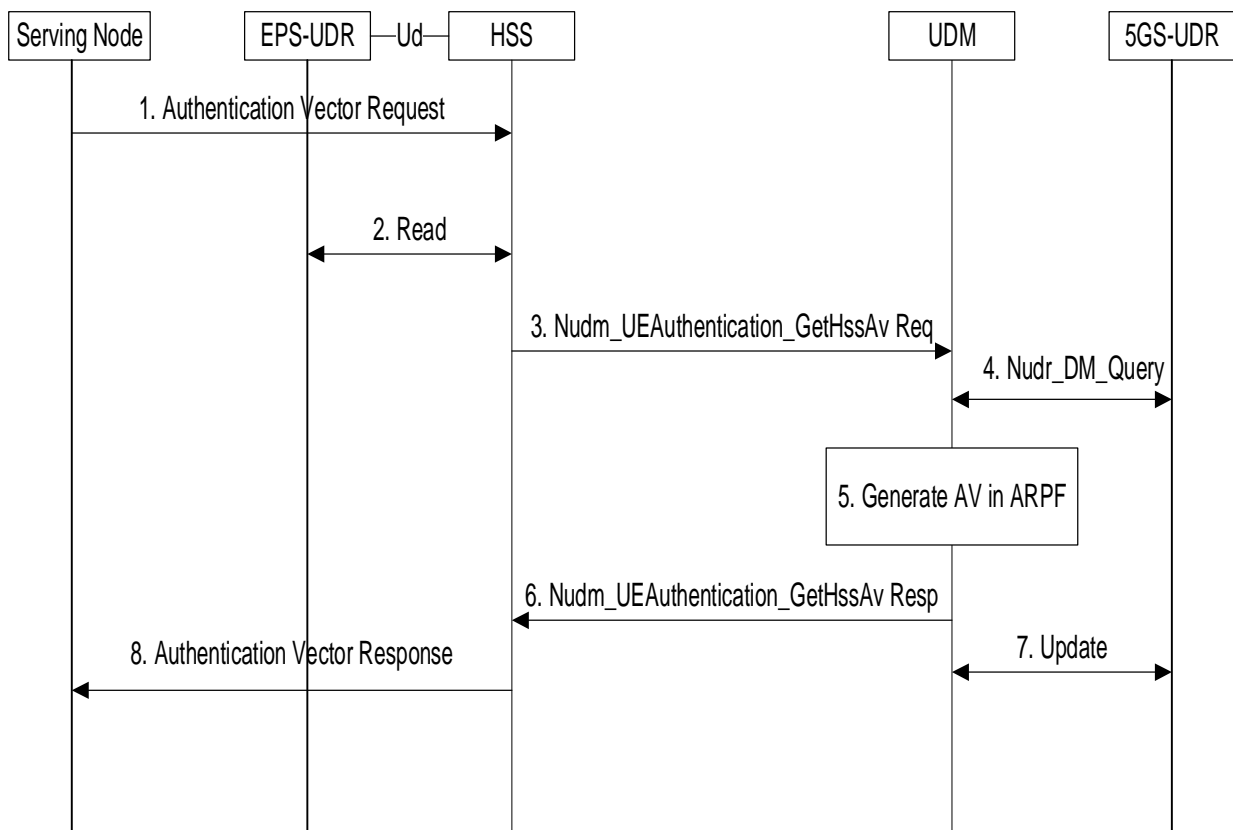 Serving Node
EPS-UDR
Ud
HSS
UDM
5GS-UDR
1. Authentication Vector Request
2. Read
3. Nudm_UEAuthentication_GetHssAv Req
4. Nudr_DM_Query
5. Generate AV in ARPF
6. Nudm_UEAuthentication_GetHssAv Resp
7. Update
8. Authentication Vector Response